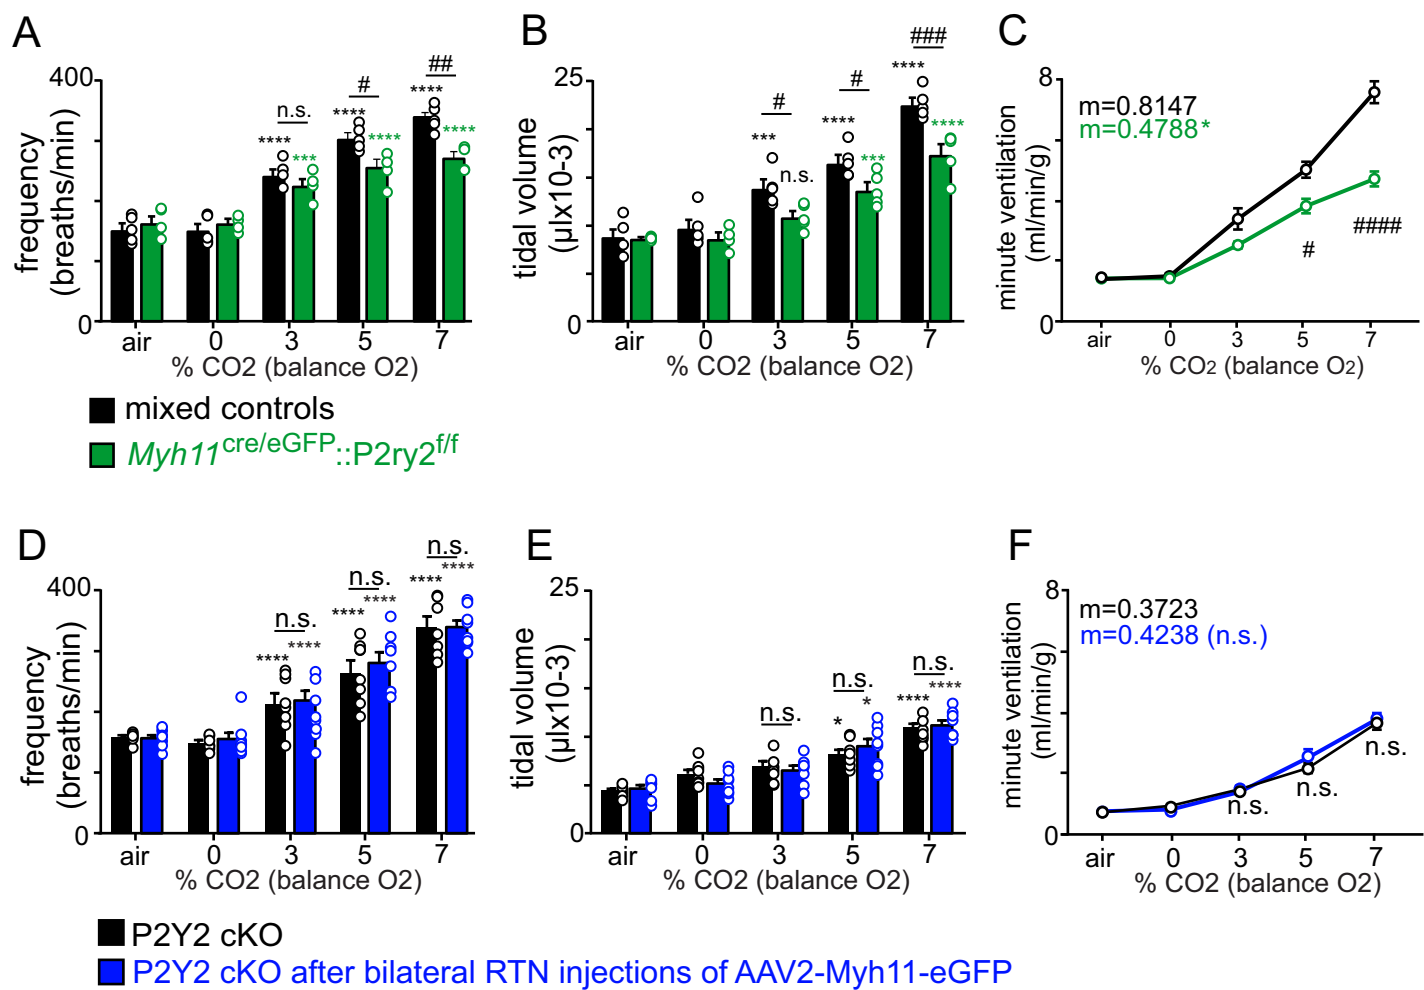 A
frequency
(breaths/min)
400
0
n.s.
#
##
****
***
****
****
****
****
air 0 3 5 7
% CO2 (balance O2)
B
tidal volume
(µlx10-3)
25
0
#
#
###
***
n.s.
****
***
****
****
air 0 3 5 7
% CO2 (balance O2)
C
minute ventilation
(ml/min/g)
8
0
m=0.8147
m=0.4788*
#
####
air 0 3 5 7
% CO2 (balance O2)
mixed controls
Myh11cre/eGFP::P2ry2f/f
D
frequency
(breaths/min)
400
0
n.s.
n.s.
n.s.
****
****
****
****
****
****
air 0 3 5 7
% CO2 (balance O2)
E
tidal volume
(µlx10-3)
25
0
n.s.
n.s.
n.s.
*
*
****
****
air 0 3 5 7
% CO2 (balance O2)
F
minute ventilation
(ml/min/g)
8
0
m=0.3723
m=0.4238 (n.s.)
n.s.
n.s.
n.s.
air 0 3 5 7
% CO2 (balance O2)
P2Y2 cKO
P2Y2 cKO after bilateral RTN injections of AAV2-Myh11-eGFP